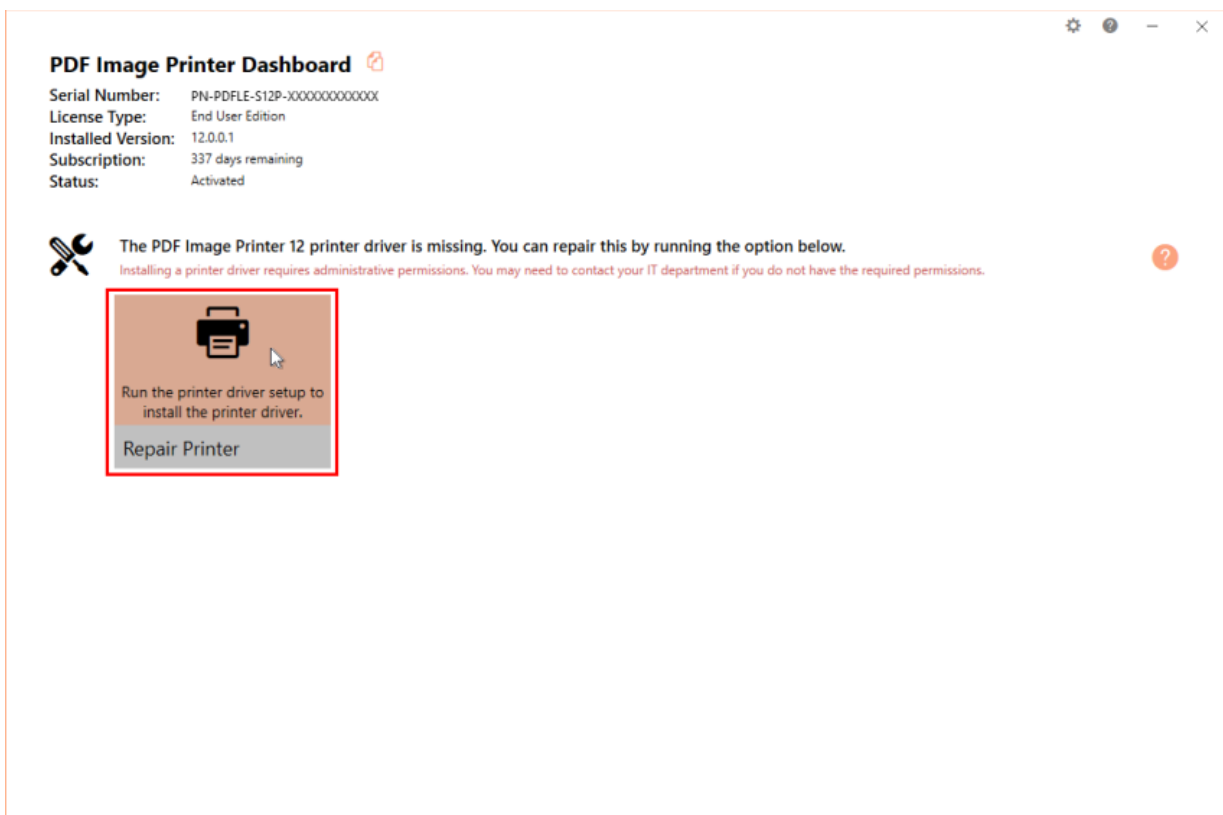 PDF Image Printer Dashboard
Serial Number: PN-PDFLE-S12P-XXXXXXXXXXXX
License Type: End User Edition
Installed Version: 12.0.0.1
Subscription: 337 days remaining
Status: Activated
The PDF Image Printer 12 printer driver is missing. You can repair this by running the option below.
Installing a printer driver requires administrative permissions. You may need to contact your IT department if you do not have the required permissions.
Run the printer driver setup to
install the printer driver.
Repair Printer